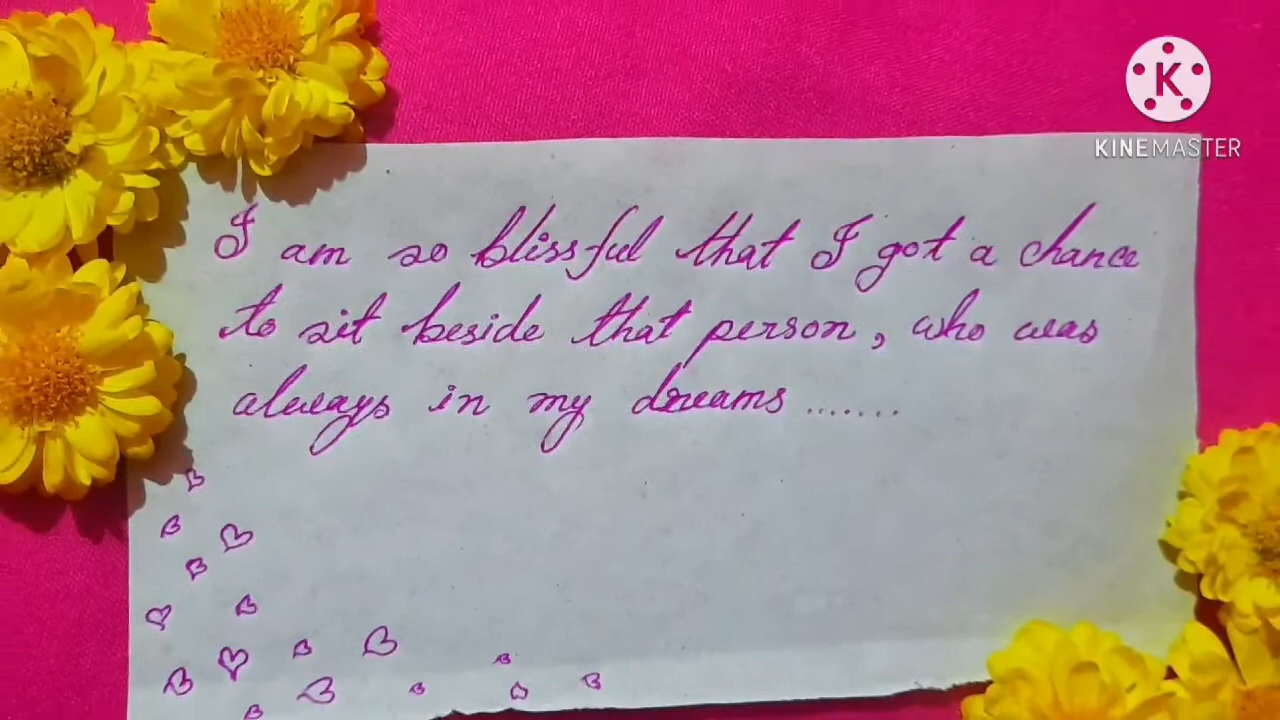 K
KINEMASTER
I am so blissful that I got a chance
to sit beside that person, who was
always in my dreams .......